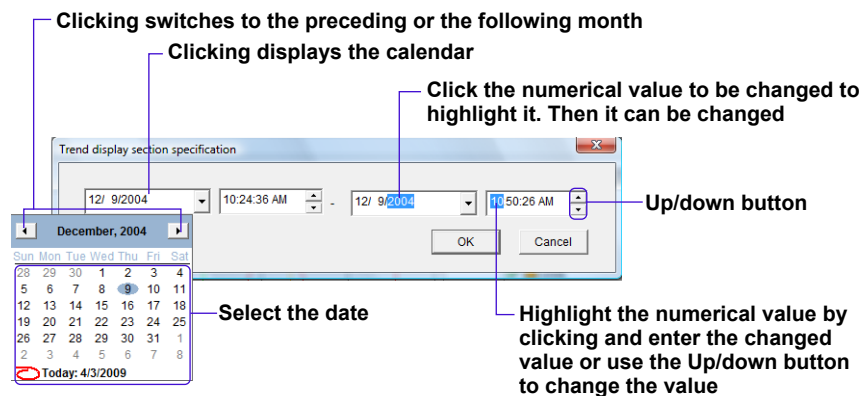 Clicking switches to the preceding or the following month
Clicking displays the calendar
Click the numerical value to be changed to
highlight it. Then it can be changed
Trend display section specification
12/ 9/2004 10:24:36 AM - 12/ 9/2004 10:50:26 AM
Up/down button
OK Cancel
December, 2004
Sun Mon Tue Wed Thu Fri Sat
28 29 30 1 2 3 4
5 6 7 8 9 10 11
12 13 14 15 16 17 18
19 20 21 22 23 24 25
26 27 28 29 30 31 1
2 3 4 5 6 7 8
Today: 4/3/2009
Select the date
Highlight the numerical value by
clicking and enter the changed
value or use the Up/down button
to change the value